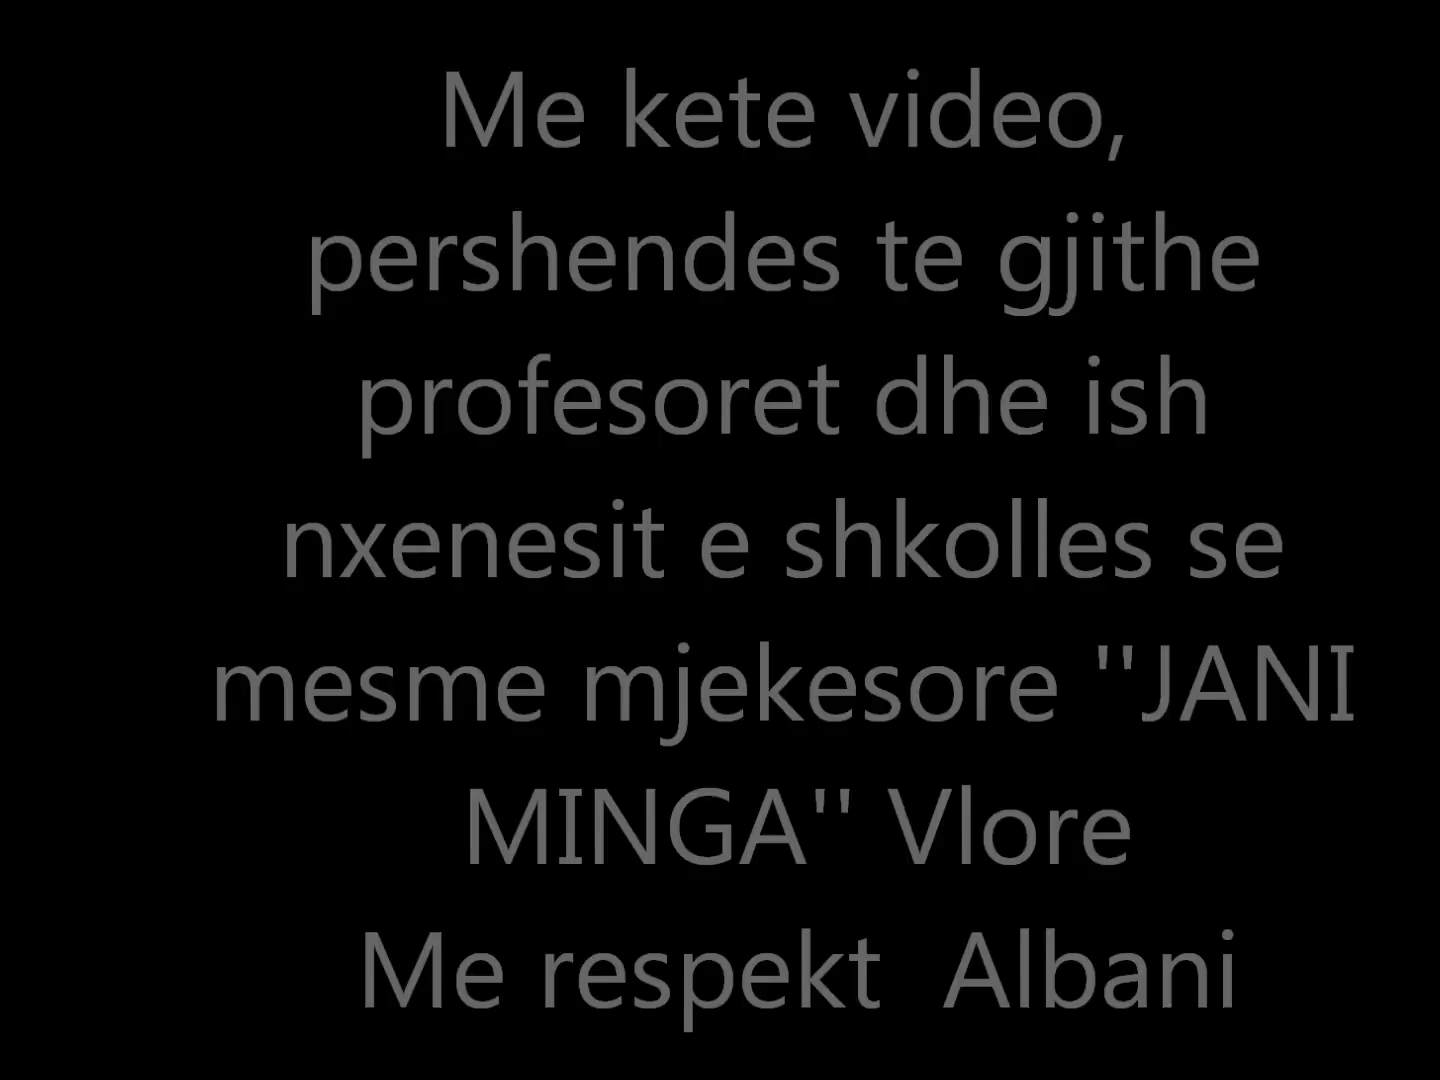 Me kete video,
pershendes te gjithe
profesoret dhe ish
nxenesit e shkolles se
mesme mjekesore ''JANI
MINGA'' Vlore
Me respekt  Albani